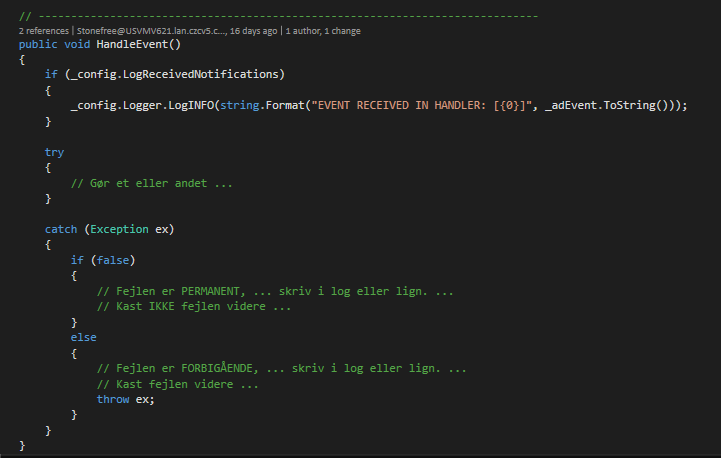 // -----------------------------------------------------------------------------
2 references | Stonefree@USVMV621.lan.czcv5.c..., 16 days ago | 1 author, 1 change
public void HandleEvent()
{
    if (_config.LogReceivedNotifications)
    {
        _config.Logger.LogINFO(string.Format("EVENT RECEIVED IN HANDLER: [{0}]", _adEvent.ToString()));
    }

    try
    {
        // Gør et eller andet ...
    }

    catch (Exception ex)
    {
        if (false)
        {
            // Fejlen er PERMANENT, ... skriv i log eller lign. ...
            // Kast IKKE fejlen videre ...
        }
        else
        {
            // Fejlen er FORBIGÅENDE, ... skriv i log eller lign. ...
            // Kast fejlen videre ...
            throw ex;
        }
    }
}